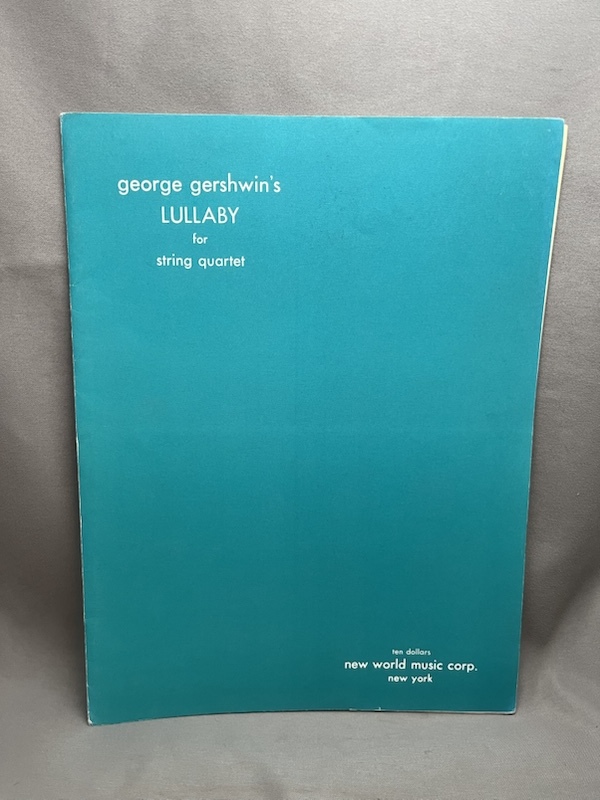 george gershwin's
LULLABY
for
string quartet
ten dollars
new world music corp.
new york